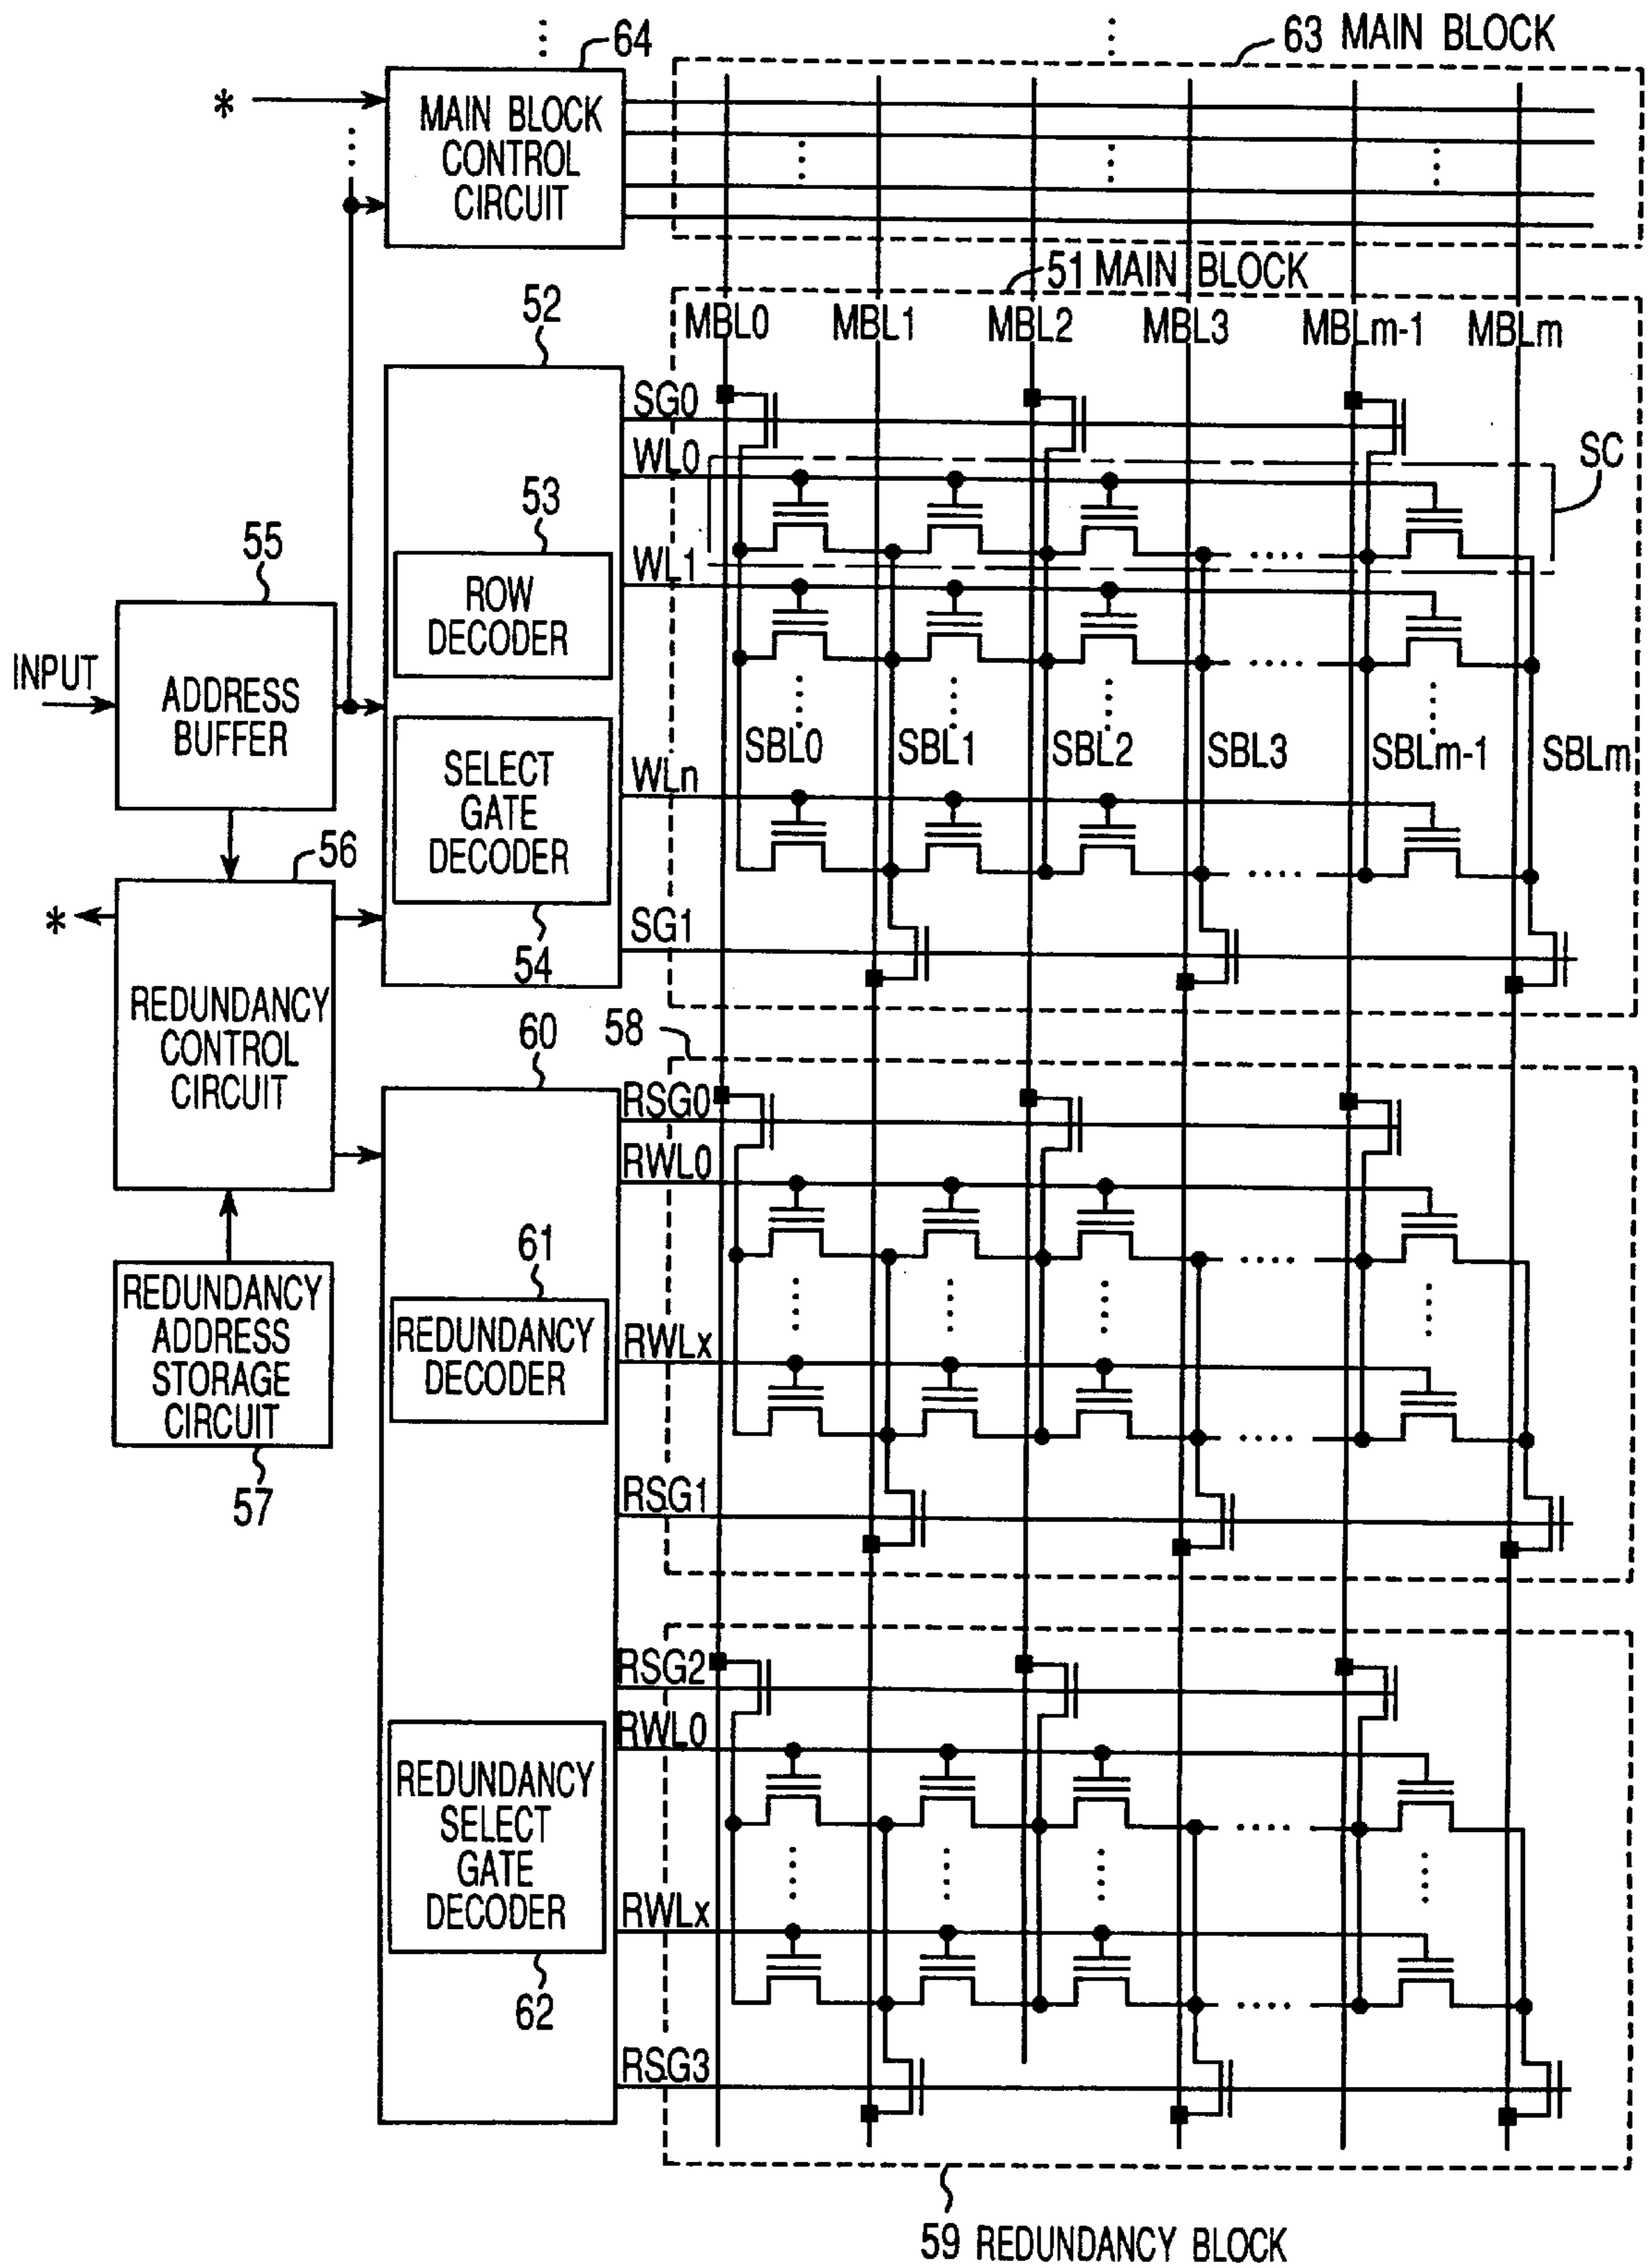 64
63 MAIN BLOCK
*
MAIN BLOCK
CONTROL
CIRCUIT
51 MAIN BLOCK
52
MBL0 MBL1 MBL2 MBL3 MBLm-1 MBLm
SG0
WL0
SC
53
55
WL1
ROW
DECODER
INPUT
ADDRESS
BUFFER
SELECT
GATE
DECODER
SBL0 SBL1 SBL2 SBL3 SBLm-1 SBLm
WLn
56
*
SG1
54
REDUNDANCY
CONTROL
CIRCUIT
60
58
RSG0
RWL0
61
REDUNDANCY
ADDRESS
STORAGE
CIRCUIT
REDUNDANCY
DECODER
RWLx
57
RSG1
RSG2
RWL0
REDUNDANCY
SELECT
GATE
DECODER
RWLx
62
RSG3
59 REDUNDANCY BLOCK